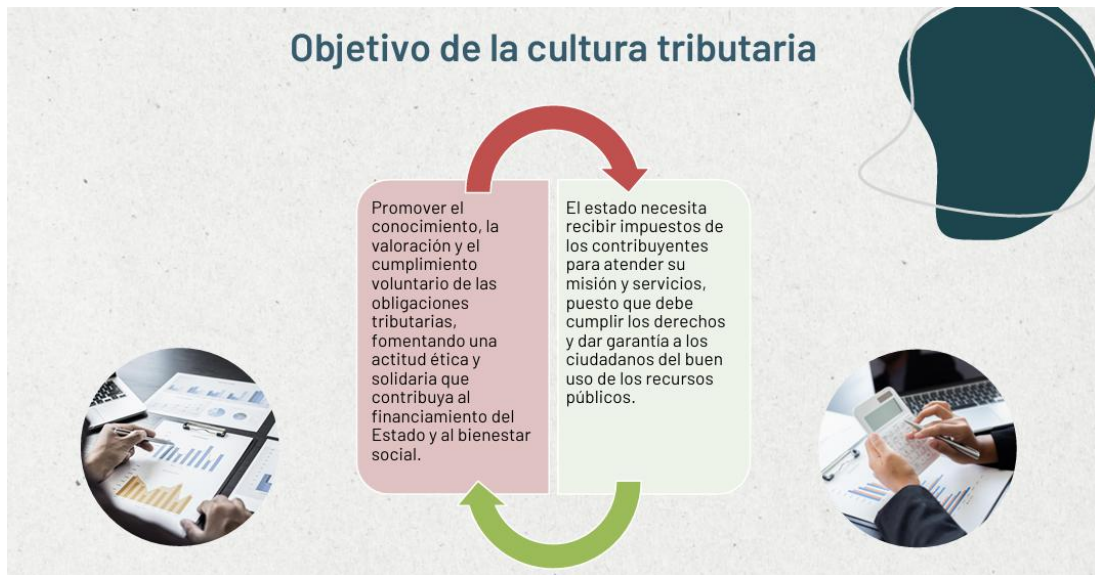 Objetivo de la cultura tributaria
Promover el
conocimiento, la
valoración y el
cumplimiento
voluntario de las
obligaciones
tributarias,
fomentando una
actitud ética y
solidaria que
contribuya al
financiamiento del
Estado y al bienestar
social.
El estado necesita
recibir impuestos de
los contribuyentes
para atender su
misión y servicios,
puesto que debe
cumplir los derechos
y dar garantía a los
ciudadanos del buen
uso de los recursos
públicos.